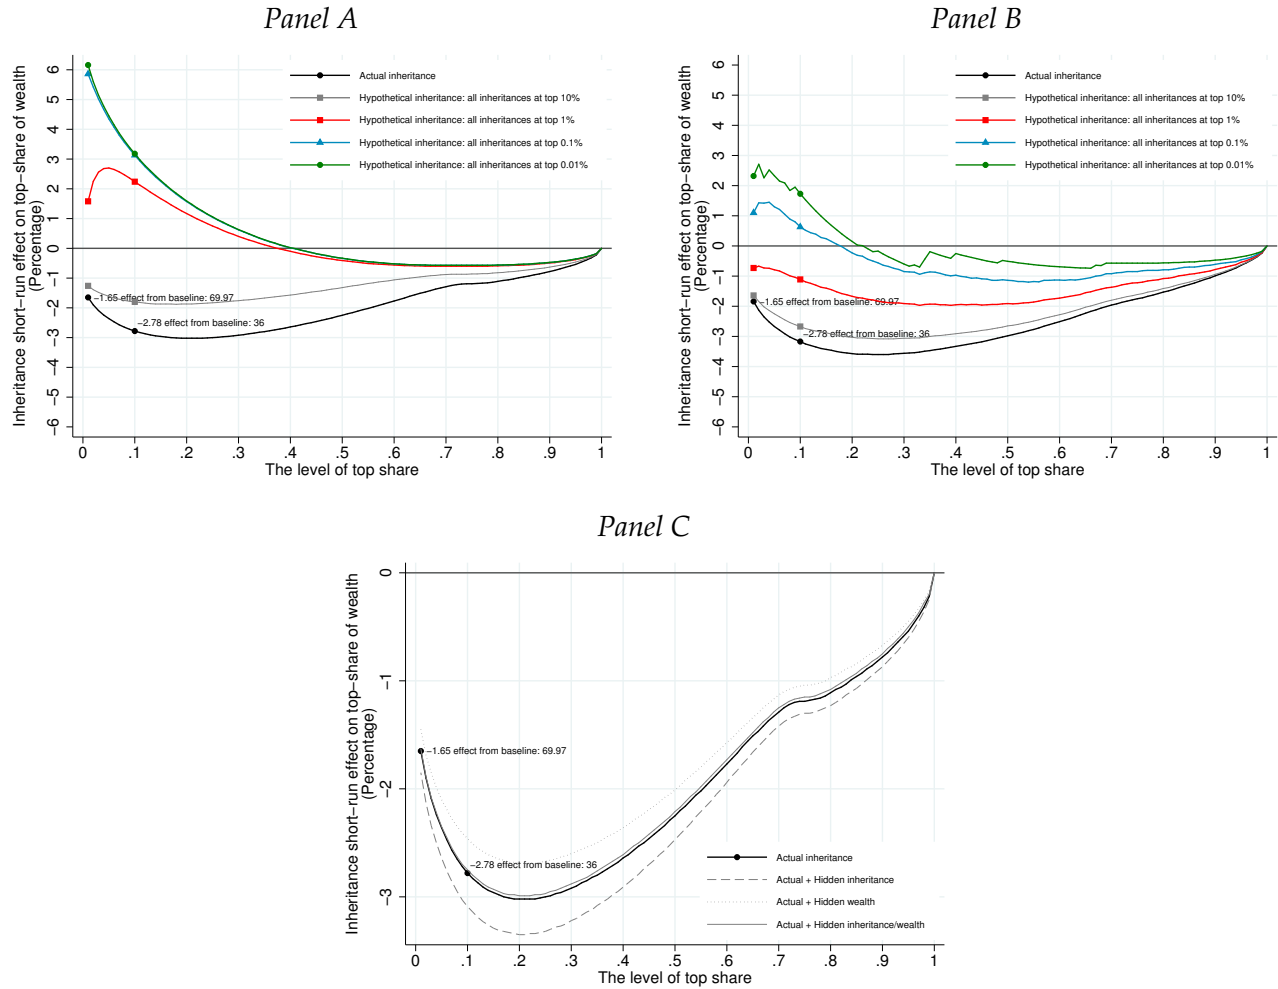 Panel A
Inheritance short−run effect on top−share of wealth
(Percentage)
6
5
4
3
2
1
0
−1
−2
−3
−4
−5
−6
Actual inheritance
Hypothetical inheritance: all inheritances at top 10%
Hypothetical inheritance: all inheritances at top 1%
Hypothetical inheritance: all inheritances at top 0.1%
Hypothetical inheritance: all inheritances at top 0.01%
−1.65 effect from baseline: 69.97
−2.78 effect from baseline: 36
0 .1 .2 .3 .4 .5 .6 .7 .8 .9 1
The level of top share
Panel B
Inheritance short−run effect on top−share of wealth
(Percentage)
6
5
4
3
2
1
0
−1
−2
−3
−4
−5
−6
Actual inheritance
Hypothetical inheritance: all inheritances at top 10%
Hypothetical inheritance: all inheritances at top 1%
Hypothetical inheritance: all inheritances at top 0.1%
Hypothetical inheritance: all inheritances at top 0.01%
−1.65 effect from baseline: 69.97
−2.78 effect from baseline: 36
0 .1 .2 .3 .4 .5 .6 .7 .8 .9 1
The level of top share
Panel C
Inheritance short−run effect on top−share of wealth
(Percentage)
0
−1
−2
−3
−1.65 effect from baseline: 69.97
−2.78 effect from baseline: 36
Actual inheritance
Actual + Hidden inheritance
Actual + Hidden wealth
Actual + Hidden inheritance/wealth
0 .1 .2 .3 .4 .5 .6 .7 .8 .9 1
The level of top share